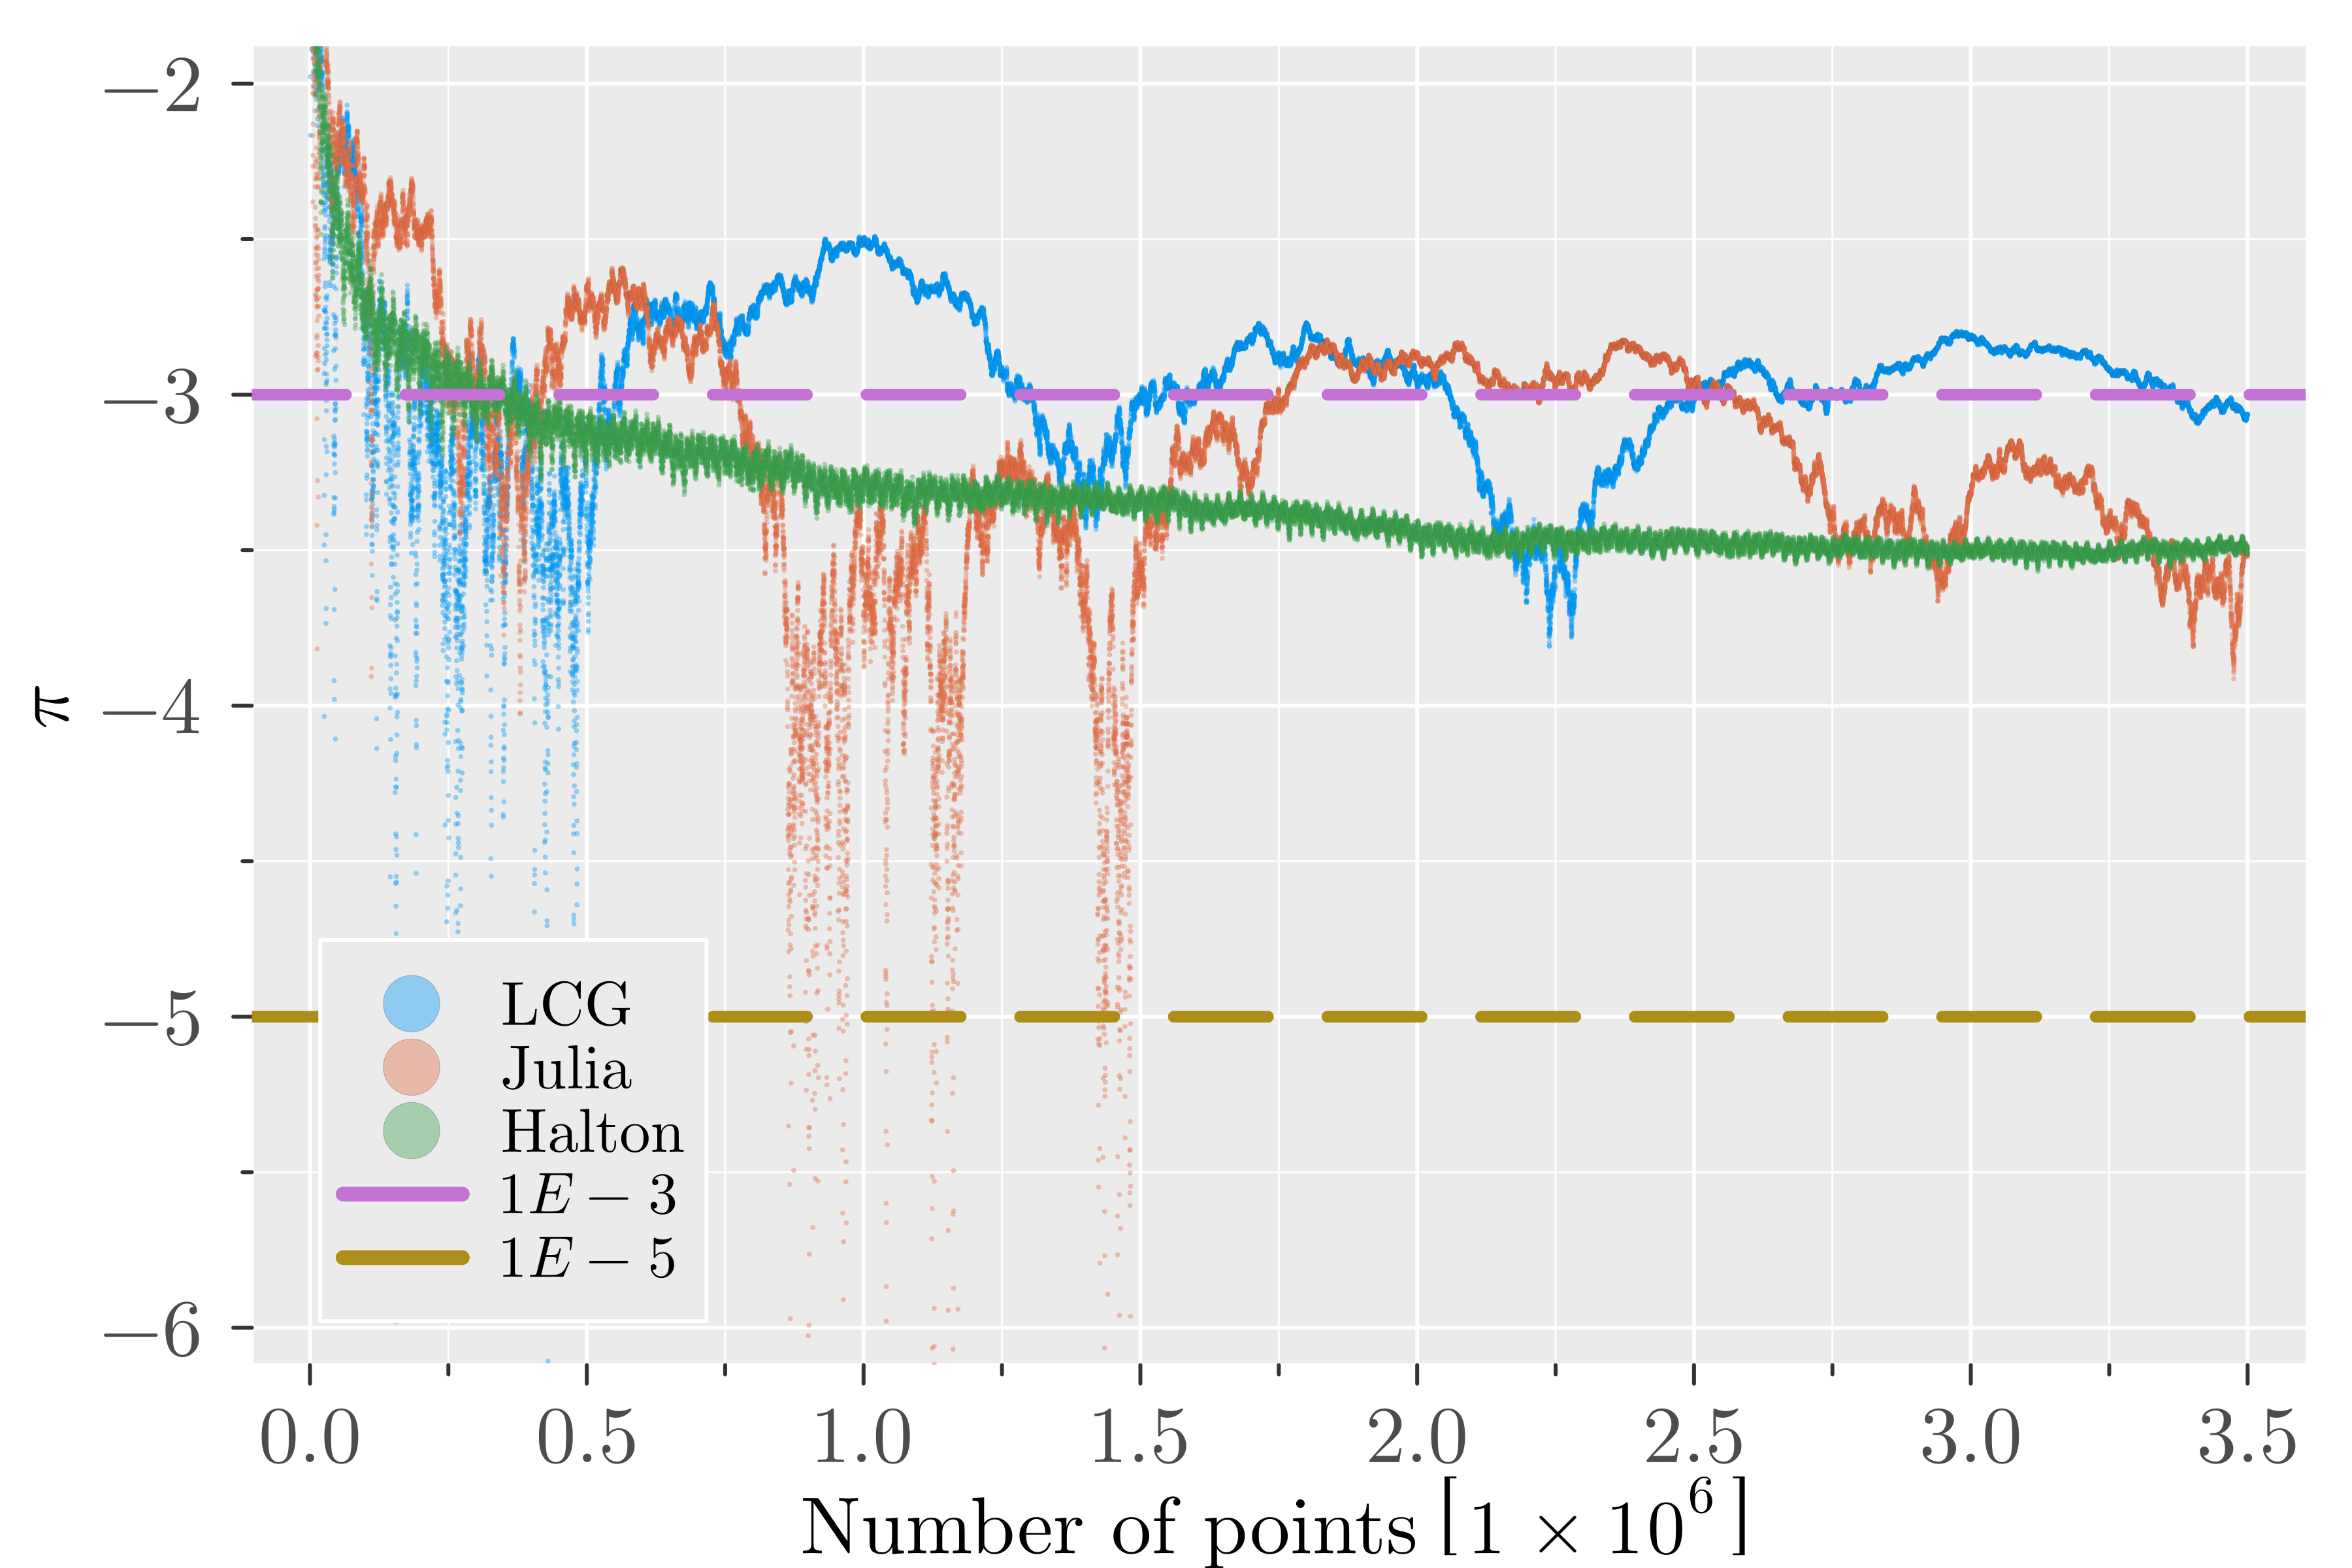 −2
−3
−4
−5
−6
π
LCG
Julia
Halton
1E − 3
1E − 5
0.0 0.5 1.0 1.5 2.0 2.5 3.0 3.5
Number of points [1 × 10⁶]